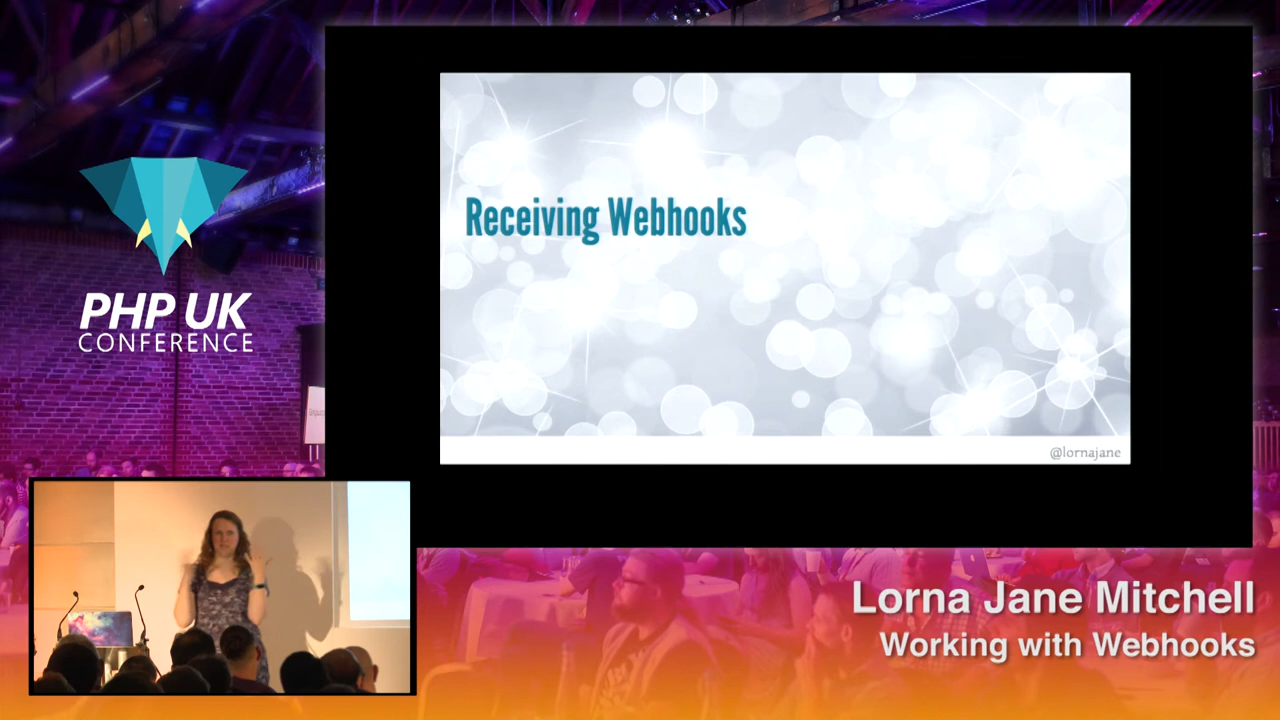 Receiving Webhooks
@lornajane
PHP UK
CONFERENCE
Lorna Jane Mitchell
Working with Webhooks